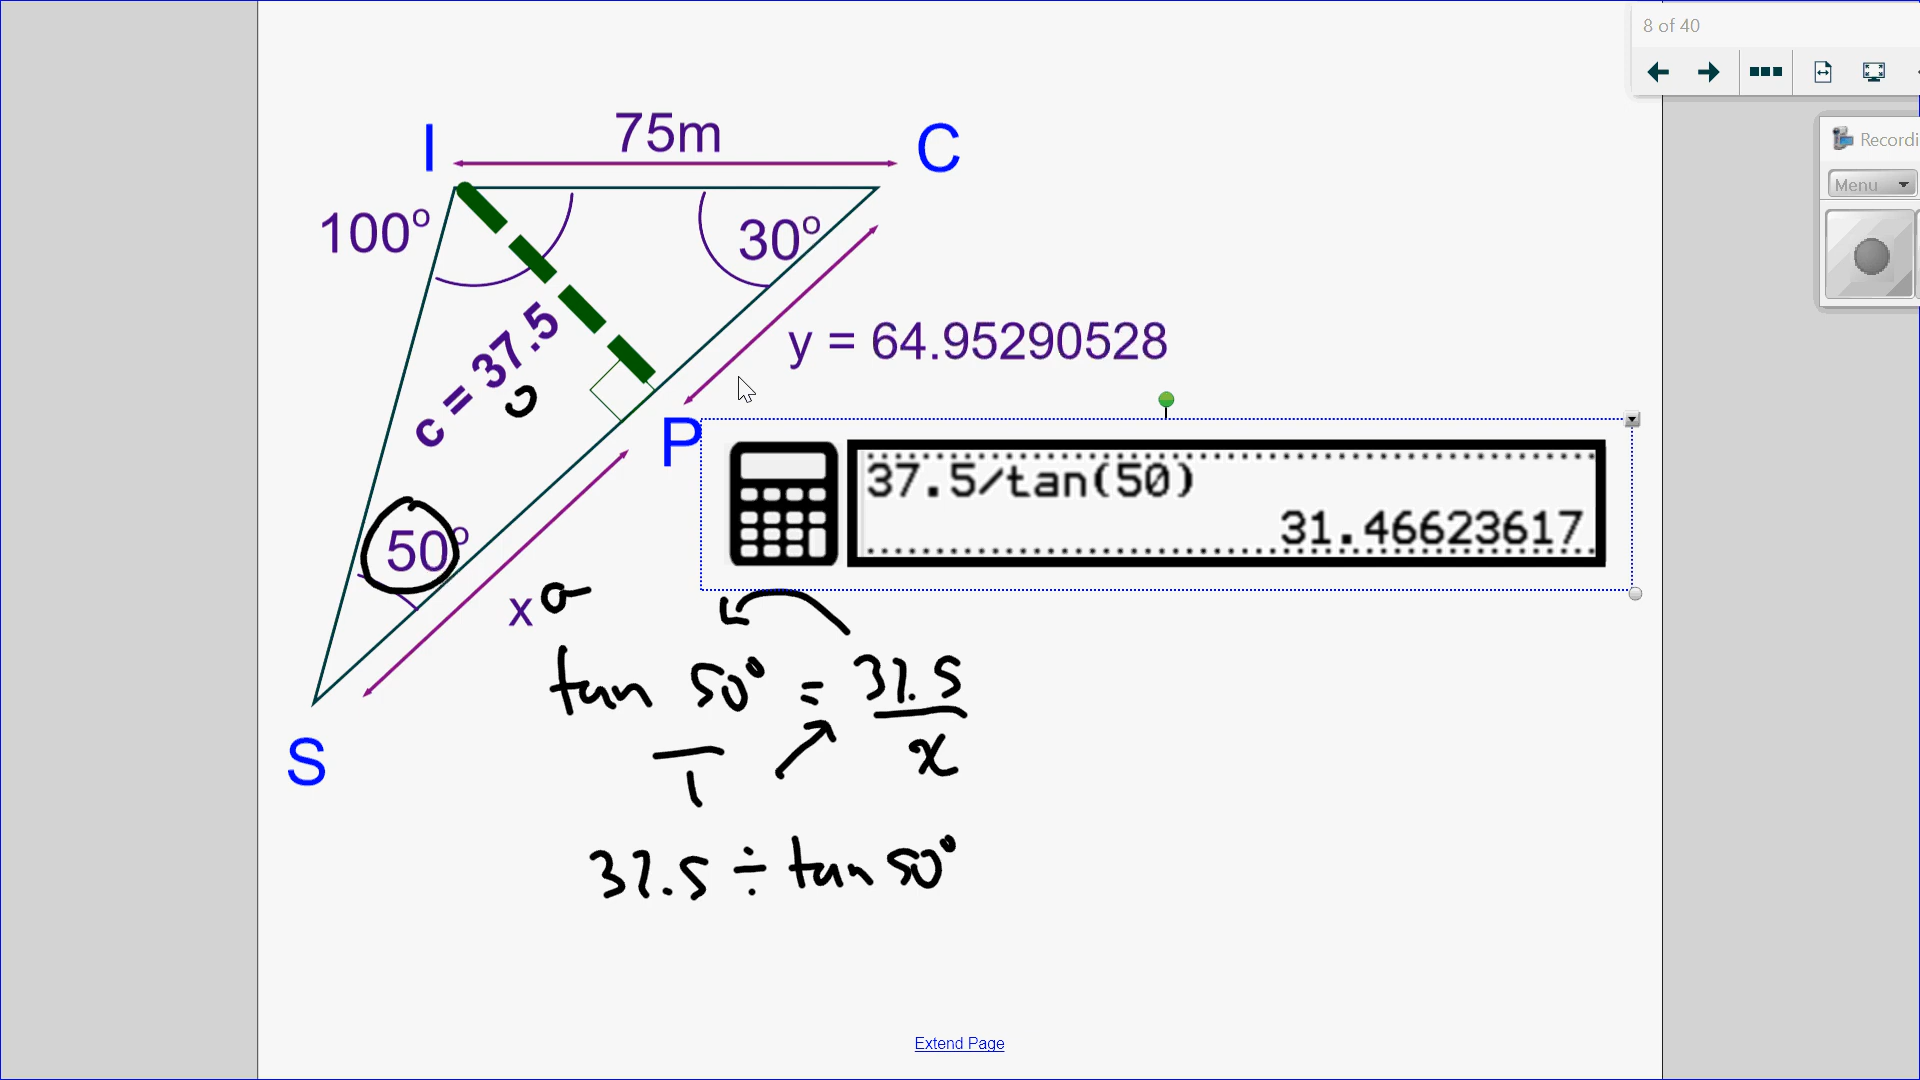 8 of 40
Recordi
Menu
I
75m
C
100°
30°
c = 37.5
o
y = 64.95290528
P
37.5/tan(50)
31.46623617
50°
x a
tan 50° = 37.5
1 x
S
37.5 ÷ tan 50°
Extend Page